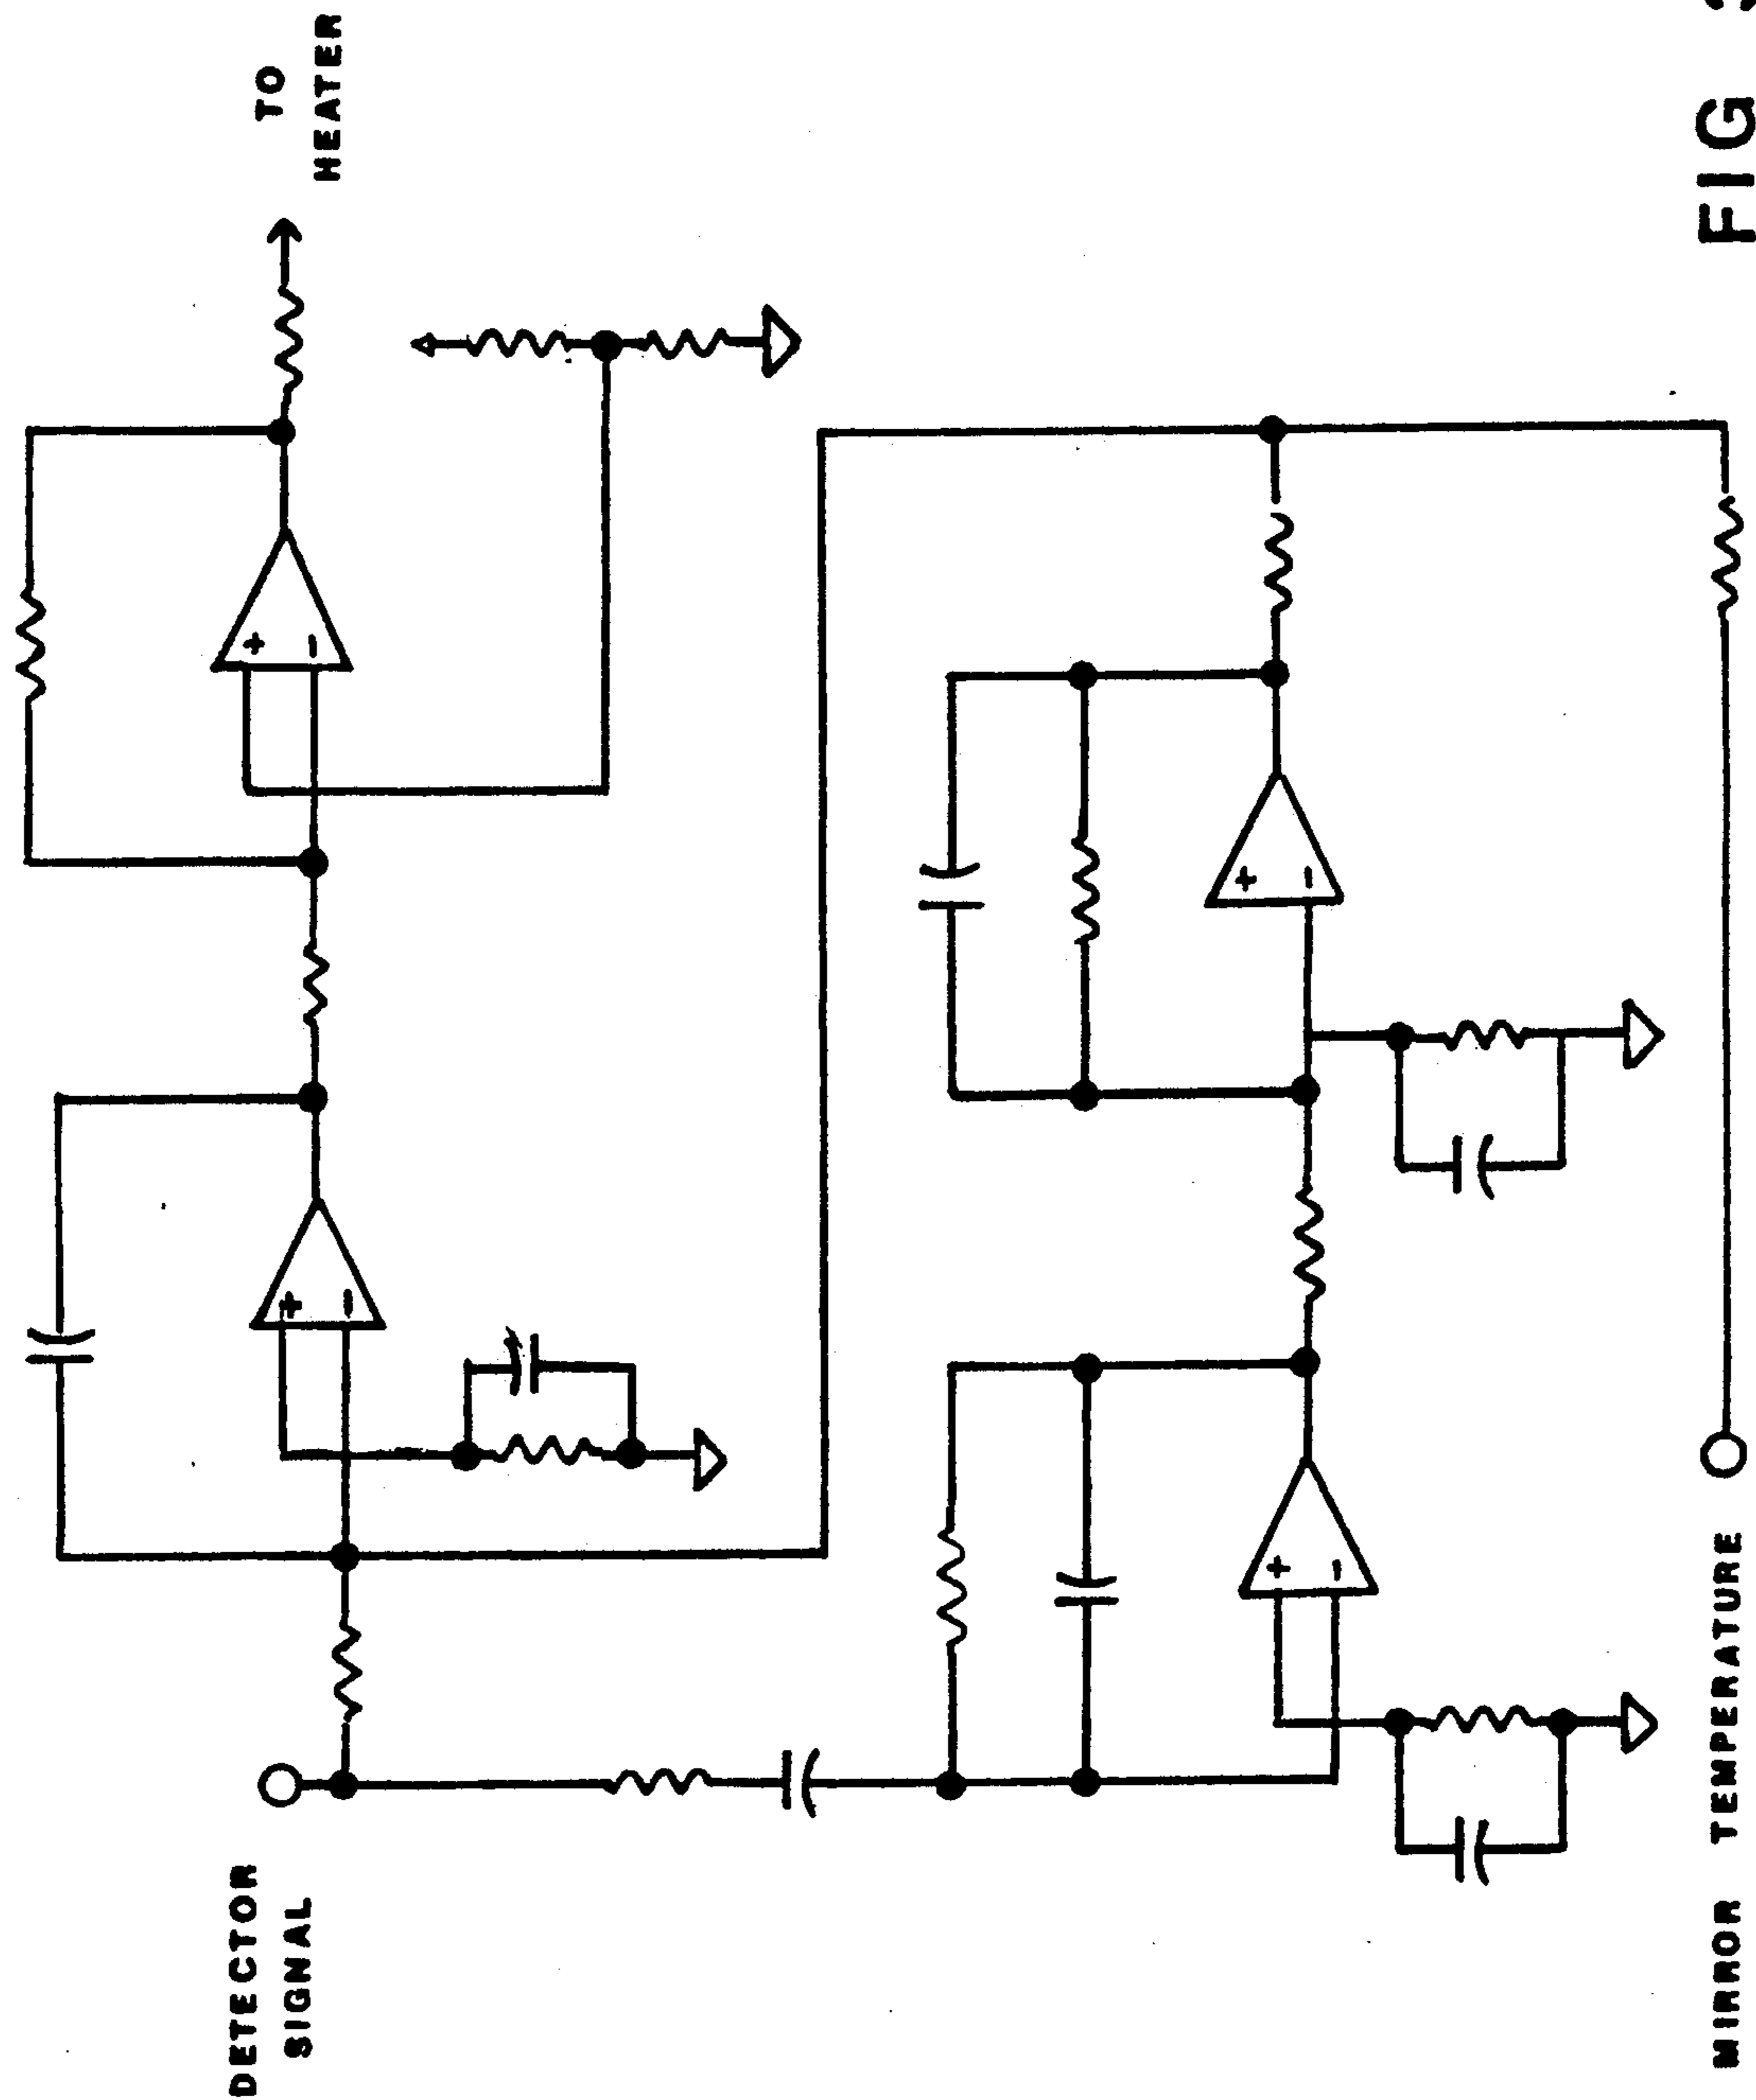 TO
HEATER
DETECTOR
SIGNAL
MIRROR TEMPERATURE
FIG
+
-
+
-
+
-
+
-